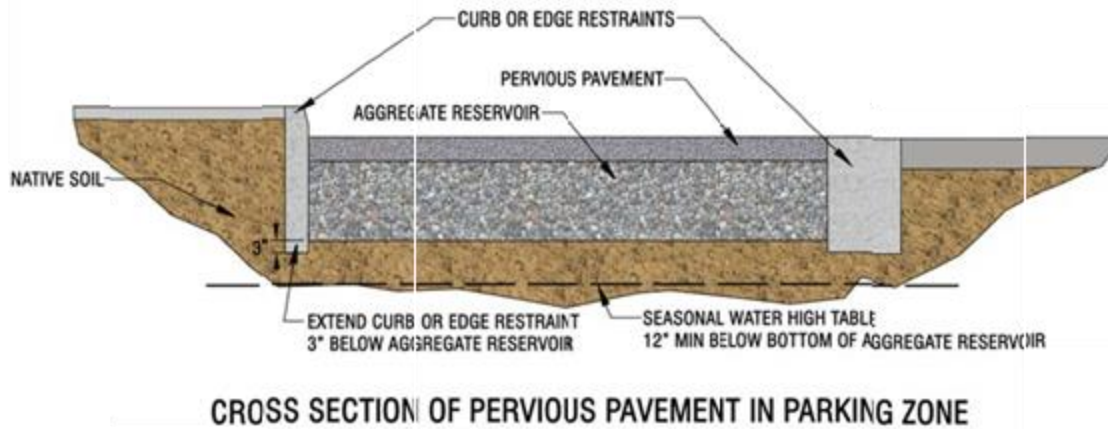 CURB OR EDGE RESTRAINTS
PERVIOUS PAVEMENT
AGGREGATE RESERVOIR
NATIVE SOIL
3"
EXTEND CURB OR EDGE RESTRAINT
3" BELOW AGGREGATE RESERVOIR
SEASONAL WATER HIGH TABLE
12" MIN BELOW BOTTOM OF AGGREGATE RESERVOIR
CROSS SECTION OF PERVIOUS PAVEMENT IN PARKING ZONE